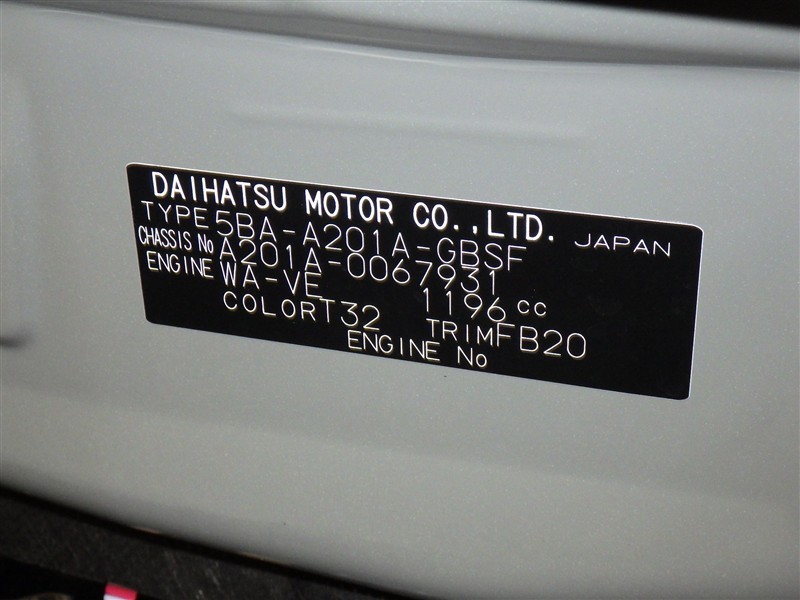 DAIHATSU MOTOR CO.,LTD. JAPAN
TYPE 5BA-A201A-GBSF
CHASSIS No A201A-0067931
ENGINE WA-VE 1196 cc
COLOR T32 TRIM FB20
ENGINE No